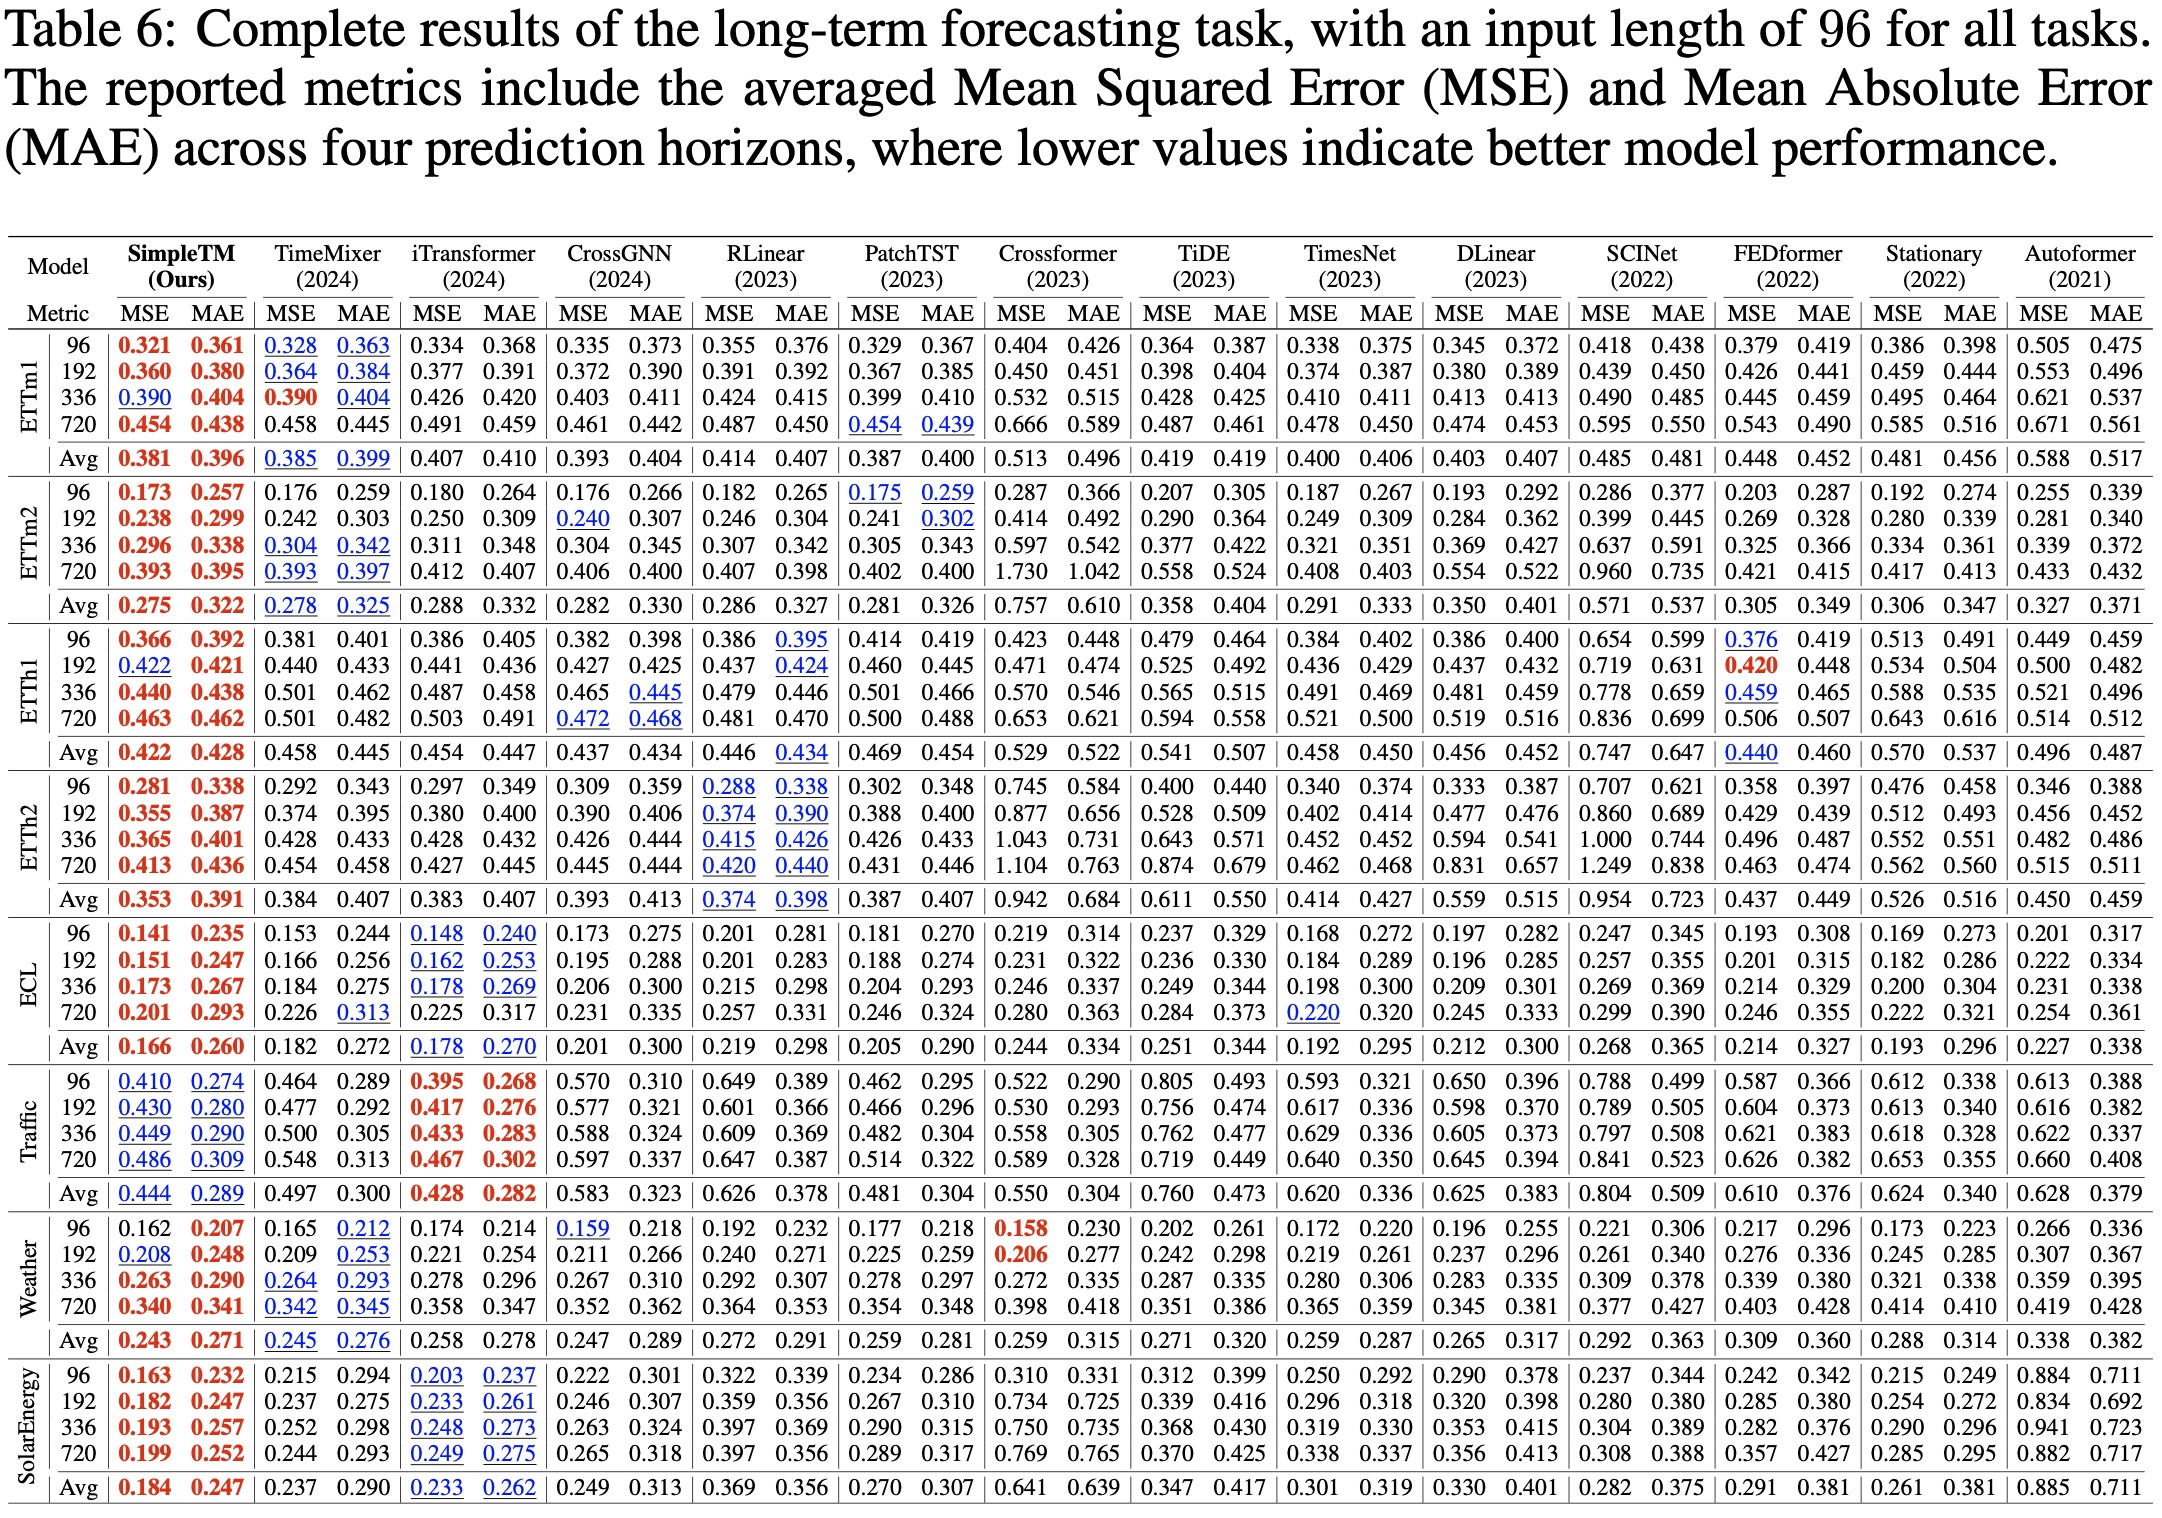 Table 6: Complete results of the long-term forecasting task, with an input length of 96 for all tasks.
The reported metrics include the averaged Mean Squared Error (MSE) and Mean Absolute Error
(MAE) across four prediction horizons, where lower values indicate better model performance.
Model SimpleTM TimeMixer iTransformer CrossGNN RLinear PatchTST Crossformer TiDE TimesNet DLinear SCINet FEDformer Stationary Autoformer
(Ours) (2024) (2024) (2024) (2023) (2023) (2023) (2023) (2023) (2023) (2022) (2022) (2022) (2021)
Metric MSE MAE MSE MAE MSE MAE MSE MAE MSE MAE MSE MAE MSE MAE MSE MAE MSE MAE MSE MAE MSE MAE MSE MAE MSE MAE MSE MAE
ETTm1
96 0.321 0.361 0.328 0.363 0.334 0.368 0.335 0.373 0.355 0.376 0.329 0.367 0.404 0.426 0.364 0.387 0.338 0.375 0.345 0.372 0.418 0.438 0.379 0.419 0.386 0.398 0.505 0.475
192 0.360 0.380 0.364 0.384 0.377 0.391 0.372 0.390 0.391 0.392 0.367 0.385 0.450 0.451 0.398 0.404 0.374 0.387 0.380 0.389 0.439 0.450 0.426 0.441 0.459 0.444 0.553 0.496
336 0.390 0.404 0.390 0.404 0.426 0.420 0.403 0.411 0.424 0.415 0.399 0.410 0.532 0.515 0.428 0.425 0.410 0.411 0.413 0.413 0.490 0.485 0.445 0.459 0.495 0.464 0.621 0.537
720 0.454 0.438 0.458 0.445 0.491 0.459 0.461 0.442 0.487 0.450 0.454 0.439 0.666 0.589 0.487 0.461 0.478 0.450 0.474 0.453 0.595 0.550 0.543 0.490 0.585 0.516 0.671 0.561
Avg 0.381 0.396 0.385 0.399 0.407 0.410 0.393 0.404 0.414 0.407 0.387 0.400 0.513 0.496 0.419 0.419 0.400 0.406 0.403 0.407 0.485 0.481 0.448 0.452 0.481 0.456 0.588 0.517
ETTm2
96 0.173 0.257 0.176 0.259 0.180 0.264 0.176 0.266 0.182 0.265 0.175 0.259 0.287 0.366 0.207 0.305 0.187 0.267 0.193 0.292 0.286 0.377 0.203 0.287 0.192 0.274 0.255 0.339
192 0.238 0.299 0.242 0.303 0.250 0.309 0.240 0.307 0.246 0.304 0.241 0.302 0.414 0.492 0.290 0.364 0.249 0.309 0.284 0.362 0.399 0.445 0.269 0.328 0.280 0.339 0.281 0.340
336 0.296 0.338 0.304 0.342 0.311 0.348 0.304 0.345 0.307 0.342 0.305 0.343 0.597 0.542 0.377 0.422 0.321 0.351 0.369 0.427 0.637 0.591 0.325 0.366 0.334 0.361 0.339 0.372
720 0.393 0.395 0.393 0.397 0.412 0.407 0.406 0.400 0.407 0.398 0.402 0.400 1.730 1.042 0.558 0.524 0.408 0.403 0.554 0.522 0.960 0.735 0.421 0.415 0.417 0.413 0.433 0.432
Avg 0.275 0.322 0.278 0.325 0.288 0.332 0.282 0.330 0.286 0.327 0.281 0.326 0.757 0.610 0.358 0.404 0.291 0.333 0.350 0.401 0.571 0.537 0.305 0.349 0.306 0.347 0.327 0.371
ETTh1
96 0.366 0.392 0.381 0.401 0.386 0.405 0.382 0.398 0.386 0.395 0.414 0.419 0.423 0.448 0.479 0.464 0.384 0.402 0.386 0.400 0.654 0.599 0.376 0.419 0.513 0.491 0.449 0.459
192 0.422 0.421 0.440 0.433 0.441 0.436 0.427 0.425 0.437 0.424 0.460 0.445 0.471 0.474 0.525 0.492 0.436 0.429 0.437 0.432 0.719 0.631 0.420 0.448 0.534 0.504 0.500 0.482
336 0.440 0.438 0.501 0.462 0.487 0.458 0.465 0.445 0.479 0.446 0.501 0.466 0.570 0.546 0.565 0.515 0.491 0.469 0.481 0.459 0.778 0.659 0.459 0.465 0.588 0.535 0.521 0.496
720 0.463 0.462 0.501 0.482 0.503 0.491 0.472 0.468 0.481 0.470 0.500 0.488 0.653 0.621 0.594 0.558 0.521 0.500 0.519 0.516 0.836 0.699 0.506 0.507 0.643 0.616 0.514 0.512
Avg 0.422 0.428 0.458 0.445 0.454 0.447 0.437 0.434 0.446 0.434 0.469 0.454 0.529 0.522 0.541 0.507 0.458 0.450 0.456 0.452 0.747 0.647 0.440 0.460 0.570 0.537 0.496 0.487
ETTh2
96 0.281 0.338 0.292 0.343 0.297 0.349 0.309 0.359 0.288 0.338 0.302 0.348 0.745 0.584 0.400 0.440 0.340 0.374 0.333 0.387 0.707 0.621 0.358 0.397 0.476 0.458 0.346 0.388
192 0.355 0.387 0.374 0.395 0.380 0.400 0.390 0.406 0.374 0.390 0.388 0.400 0.877 0.656 0.528 0.509 0.402 0.414 0.477 0.476 0.860 0.689 0.429 0.439 0.512 0.493 0.456 0.452
336 0.365 0.401 0.428 0.433 0.428 0.432 0.426 0.444 0.415 0.426 0.426 0.433 1.043 0.731 0.643 0.571 0.452 0.452 0.594 0.541 1.000 0.744 0.496 0.487 0.552 0.551 0.482 0.486
720 0.413 0.436 0.454 0.458 0.427 0.445 0.445 0.444 0.420 0.440 0.431 0.446 1.104 0.763 0.874 0.679 0.462 0.468 0.831 0.657 1.249 0.838 0.463 0.474 0.562 0.560 0.515 0.511
Avg 0.353 0.391 0.384 0.407 0.383 0.407 0.393 0.413 0.374 0.398 0.387 0.407 0.942 0.684 0.611 0.550 0.414 0.427 0.559 0.515 0.954 0.723 0.437 0.449 0.526 0.516 0.450 0.459
ECL
96 0.141 0.235 0.153 0.244 0.148 0.240 0.173 0.275 0.201 0.281 0.181 0.270 0.219 0.314 0.237 0.329 0.168 0.272 0.197 0.282 0.247 0.345 0.193 0.308 0.169 0.273 0.201 0.317
192 0.151 0.247 0.166 0.256 0.162 0.253 0.195 0.288 0.201 0.283 0.188 0.274 0.231 0.322 0.236 0.330 0.184 0.289 0.196 0.285 0.257 0.355 0.201 0.315 0.182 0.286 0.222 0.334
336 0.173 0.267 0.184 0.275 0.178 0.269 0.206 0.300 0.215 0.298 0.204 0.293 0.246 0.337 0.249 0.344 0.198 0.300 0.209 0.301 0.269 0.369 0.214 0.329 0.200 0.304 0.231 0.338
720 0.201 0.293 0.226 0.313 0.225 0.317 0.231 0.335 0.257 0.331 0.246 0.324 0.280 0.363 0.284 0.373 0.220 0.320 0.245 0.333 0.299 0.390 0.246 0.355 0.222 0.321 0.254 0.361
Avg 0.166 0.260 0.182 0.272 0.178 0.270 0.201 0.300 0.219 0.298 0.205 0.290 0.244 0.334 0.251 0.344 0.192 0.295 0.212 0.300 0.268 0.365 0.214 0.327 0.193 0.296 0.227 0.338
Traffic
96 0.410 0.274 0.464 0.289 0.395 0.268 0.570 0.310 0.649 0.389 0.462 0.295 0.522 0.290 0.805 0.493 0.593 0.321 0.650 0.396 0.788 0.499 0.587 0.366 0.612 0.338 0.613 0.388
192 0.430 0.280 0.477 0.292 0.417 0.276 0.577 0.321 0.601 0.366 0.466 0.296 0.530 0.293 0.756 0.474 0.617 0.336 0.598 0.370 0.789 0.505 0.604 0.373 0.613 0.340 0.616 0.382
336 0.449 0.290 0.500 0.305 0.433 0.283 0.588 0.324 0.609 0.369 0.482 0.304 0.558 0.305 0.762 0.477 0.629 0.336 0.605 0.373 0.797 0.508 0.621 0.383 0.618 0.328 0.622 0.337
720 0.486 0.309 0.548 0.313 0.467 0.302 0.597 0.337 0.647 0.387 0.514 0.322 0.589 0.328 0.719 0.449 0.640 0.350 0.645 0.394 0.841 0.523 0.626 0.382 0.653 0.355 0.660 0.408
Avg 0.444 0.289 0.497 0.300 0.428 0.282 0.583 0.323 0.626 0.378 0.481 0.304 0.550 0.304 0.760 0.473 0.620 0.336 0.625 0.383 0.804 0.509 0.610 0.376 0.624 0.340 0.628 0.379
Weather
96 0.162 0.207 0.165 0.212 0.174 0.214 0.159 0.218 0.192 0.232 0.177 0.218 0.158 0.230 0.202 0.261 0.172 0.220 0.196 0.255 0.221 0.306 0.217 0.296 0.173 0.223 0.266 0.336
192 0.208 0.248 0.209 0.253 0.221 0.254 0.211 0.266 0.240 0.271 0.225 0.259 0.206 0.277 0.242 0.298 0.219 0.261 0.237 0.296 0.261 0.340 0.276 0.336 0.245 0.285 0.307 0.367
336 0.263 0.290 0.264 0.293 0.278 0.296 0.267 0.310 0.292 0.307 0.278 0.297 0.272 0.335 0.287 0.335 0.280 0.306 0.283 0.335 0.309 0.378 0.339 0.380 0.321 0.338 0.359 0.395
720 0.340 0.341 0.342 0.345 0.358 0.347 0.352 0.362 0.364 0.353 0.354 0.348 0.398 0.418 0.351 0.386 0.365 0.359 0.345 0.381 0.377 0.427 0.403 0.428 0.414 0.410 0.419 0.428
Avg 0.243 0.271 0.245 0.276 0.258 0.278 0.247 0.289 0.272 0.291 0.259 0.281 0.259 0.315 0.271 0.320 0.259 0.287 0.265 0.317 0.292 0.363 0.309 0.360 0.288 0.314 0.338 0.382
SolarEnergy
96 0.163 0.232 0.215 0.294 0.203 0.237 0.222 0.301 0.322 0.339 0.234 0.286 0.310 0.331 0.312 0.399 0.250 0.292 0.290 0.378 0.237 0.344 0.242 0.342 0.215 0.249 0.884 0.711
192 0.182 0.247 0.237 0.275 0.233 0.261 0.246 0.307 0.359 0.356 0.267 0.310 0.734 0.725 0.339 0.416 0.296 0.318 0.320 0.398 0.280 0.380 0.285 0.380 0.254 0.272 0.834 0.692
336 0.193 0.257 0.252 0.298 0.248 0.273 0.263 0.324 0.397 0.369 0.290 0.315 0.750 0.735 0.368 0.430 0.319 0.330 0.353 0.415 0.304 0.389 0.282 0.376 0.290 0.296 0.941 0.723
720 0.199 0.252 0.244 0.293 0.249 0.275 0.265 0.318 0.397 0.356 0.289 0.317 0.769 0.765 0.370 0.425 0.338 0.337 0.356 0.413 0.308 0.388 0.357 0.427 0.285 0.295 0.882 0.717
Avg 0.184 0.247 0.237 0.290 0.233 0.262 0.249 0.313 0.369 0.356 0.270 0.307 0.641 0.639 0.347 0.417 0.301 0.319 0.330 0.401 0.282 0.375 0.291 0.381 0.261 0.381 0.885 0.711